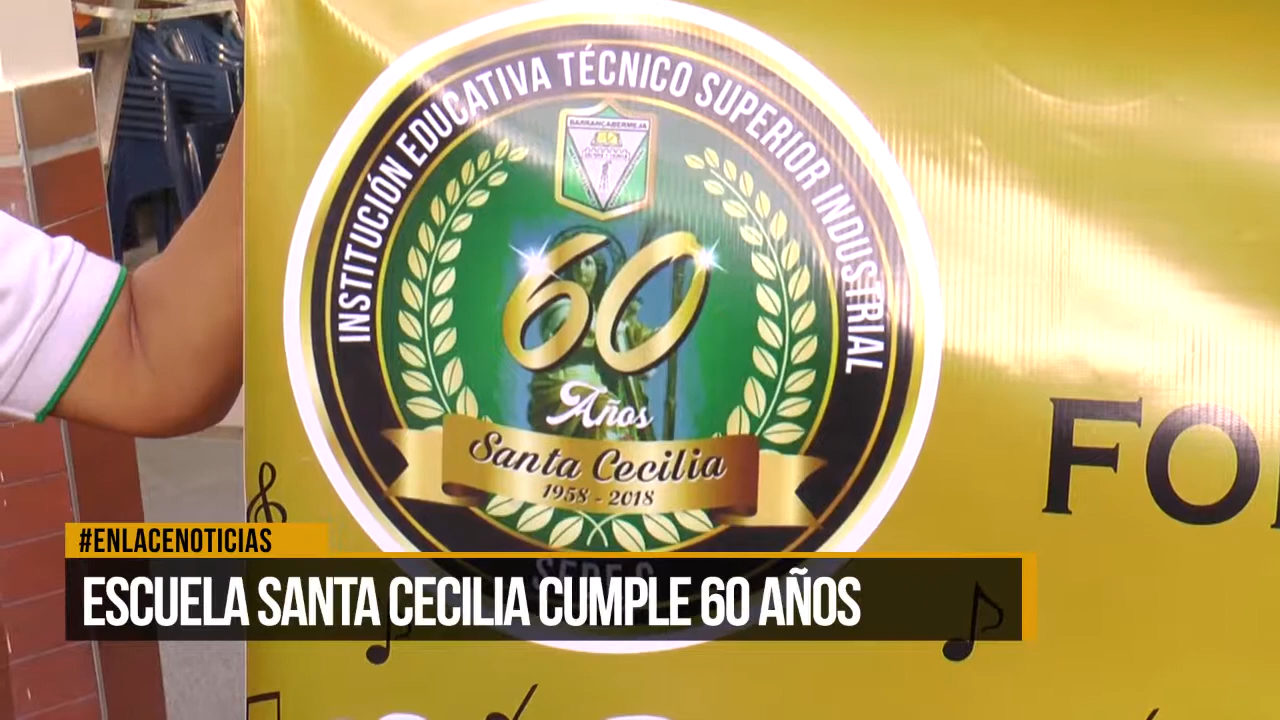 INSTITUCIÓN EDUCATIVA TÉCNICO SUPERIOR INDUSTRIAL
BARRANCABERMEJA
60
Años
Santa Cecilia
1958 - 2018
FO
#ENLACENOTICIAS
ESCUELA SANTA CECILIA CUMPLE 60 AÑOS